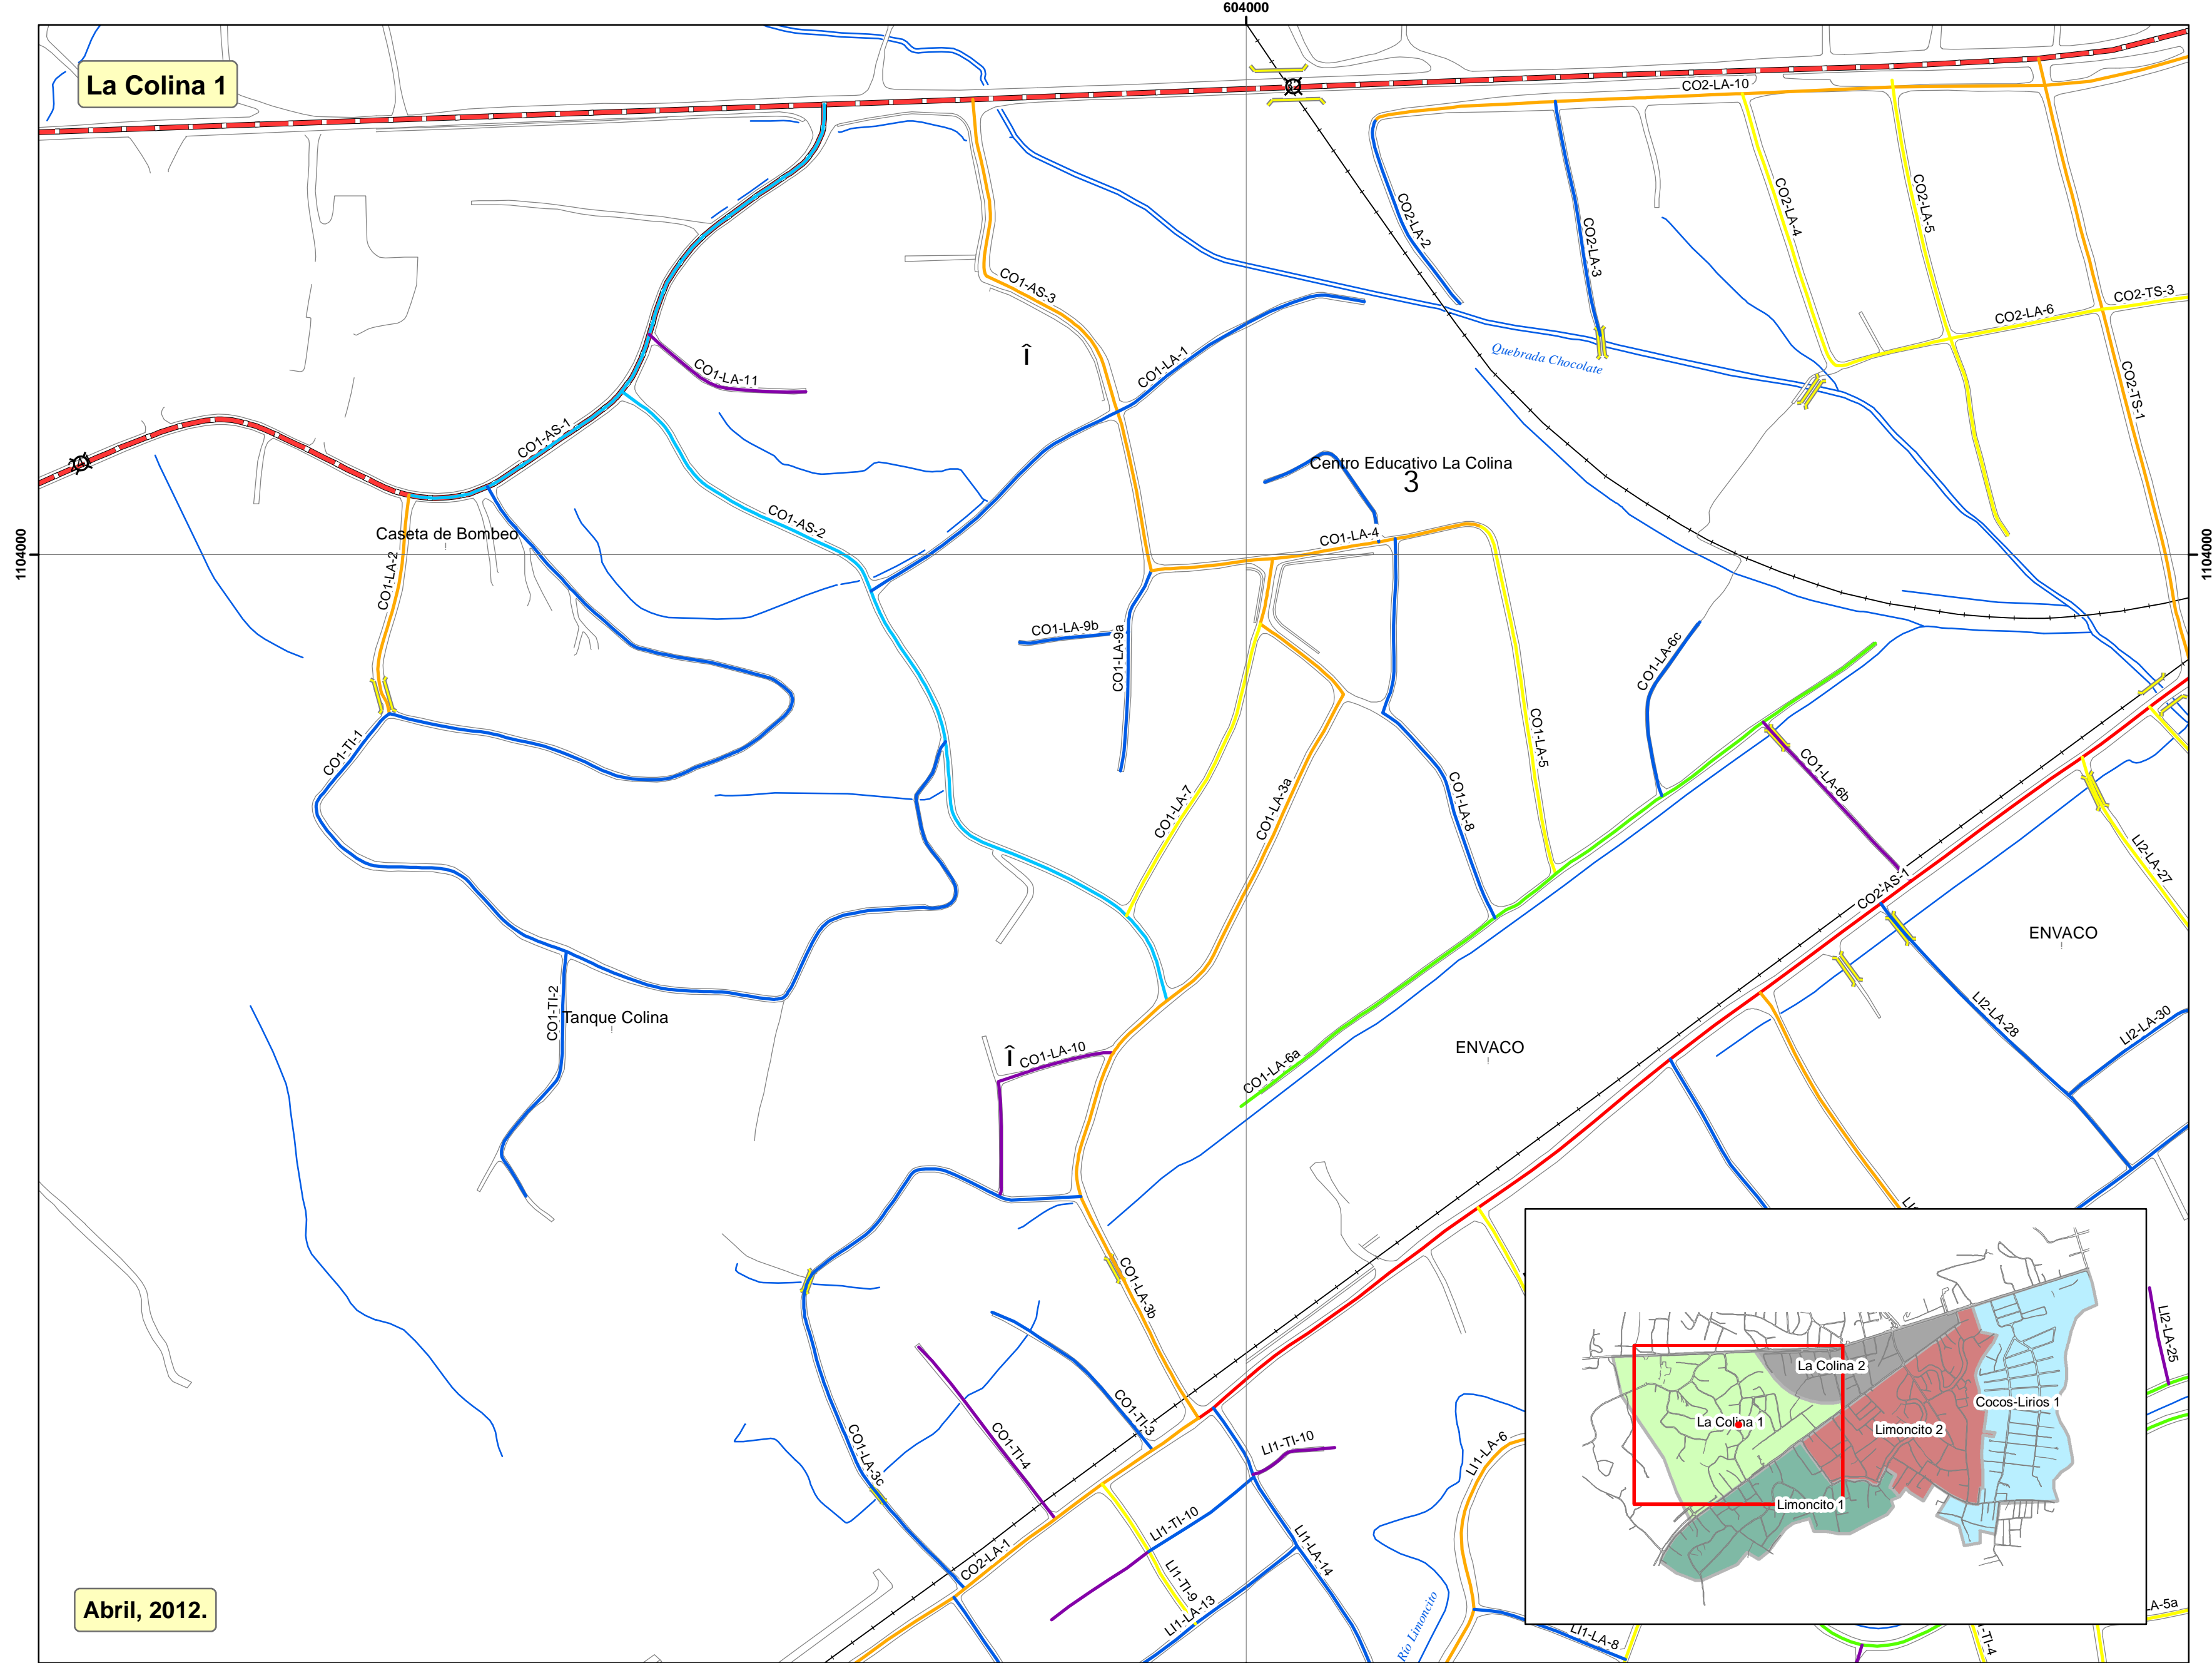 604000
La Colina 1
32
CO2-LA-10
CO2-LA-2
CO2-LA-3
CO2-LA-4
CO2-LA-5
CO2-LA-6
CO2-TS-3
CO2-TS-1
CO1-AS-3
Î
CO1-LA-1
CO1-LA-11
Quebrada Chocolate
CO1-AS-1
Centro Educativo La Colina
3
CO1-AS-2
CO1-LA-4
Caseta de Bombeo
1104000
1104000
CO1-LA-2
CO1-LA-9b
CO1-LA-9a
CO1-LA-6c
CO1-TI-1
CO1-LA-5
CO1-LA-7
CO1-LA-3a
CO1-LA-8
CO1-LA-6b
LI2-LA-27
CO2-AS-1
ENVACO
CO1-TI-2
Tanque Colina
LI2-LA-28
LI2-LA-30
Î
CO1-LA-10
ENVACO
CO1-LA-6a
CO1-LA-3b
LI2-LA-25
La Colina 2
Cocos-Lirios 1
La Colina 1
Limoncito 2
Limoncito 1
CO1-TI-3
CO1-TI-4
CO1-LA-3c
LI1-TI-10
LI1-LA-6
LI1-TI-10
CO2-LA-1
LI1-LA-14
LI1-TI-9
LI1-LA-13
Río Limoncito
LI1-LA-8
LA-5a
TI-4
Abril, 2012.